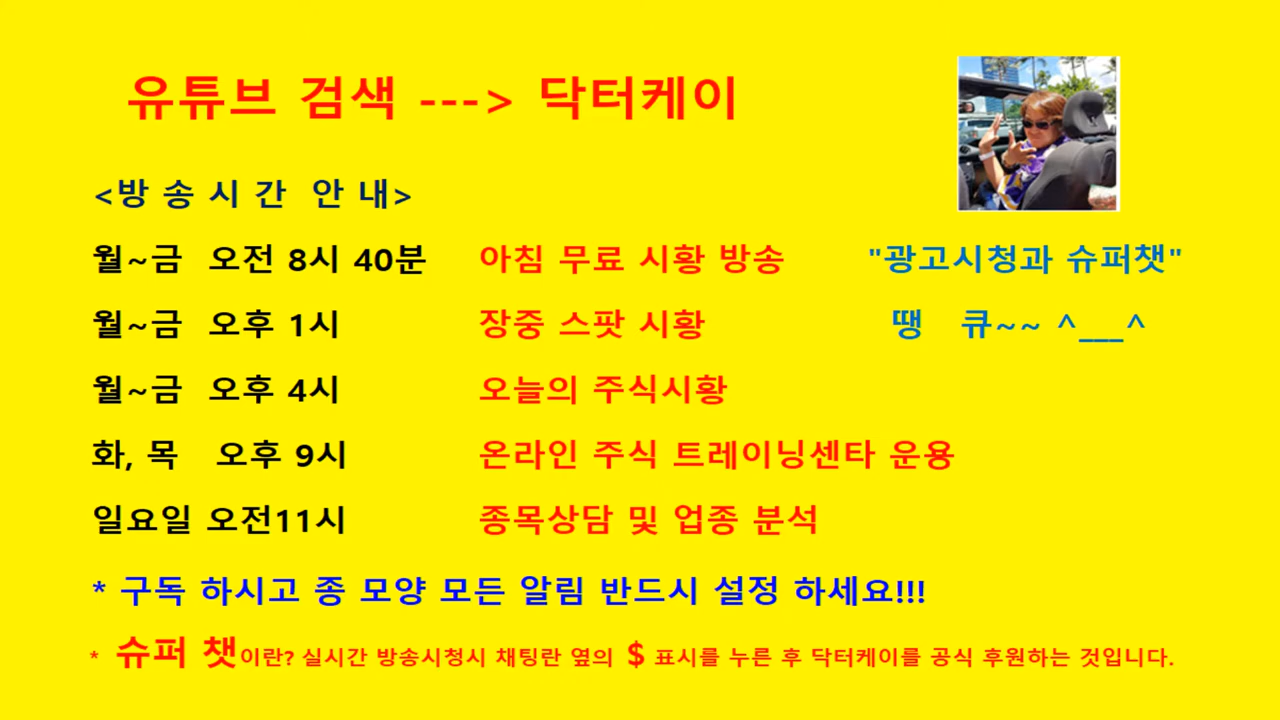 유튜브 검색 ---> 닥터케이
<방 송 시 간 안 내>
월~금 오전 8시 40분 아침 무료 시황 방송 "광고시청과 슈퍼챗"
월~금 오후 1시 장중 스팟 시황 땡 큐~~ ^___^
월~금 오후 4시 오늘의 주식시황
화, 목 오후 9시 온라인 주식 트레이닝센타 운용
일요일 오전11시 종목상담 및 업종 분석
* 구독 하시고 종 모양 모든 알림 반드시 설정 하세요!!!
* 슈퍼 챗이란? 실시간 방송시청시 채팅란 옆의 $ 표시를 누른 후 닥터케이를 공식 후원하는 것입니다.